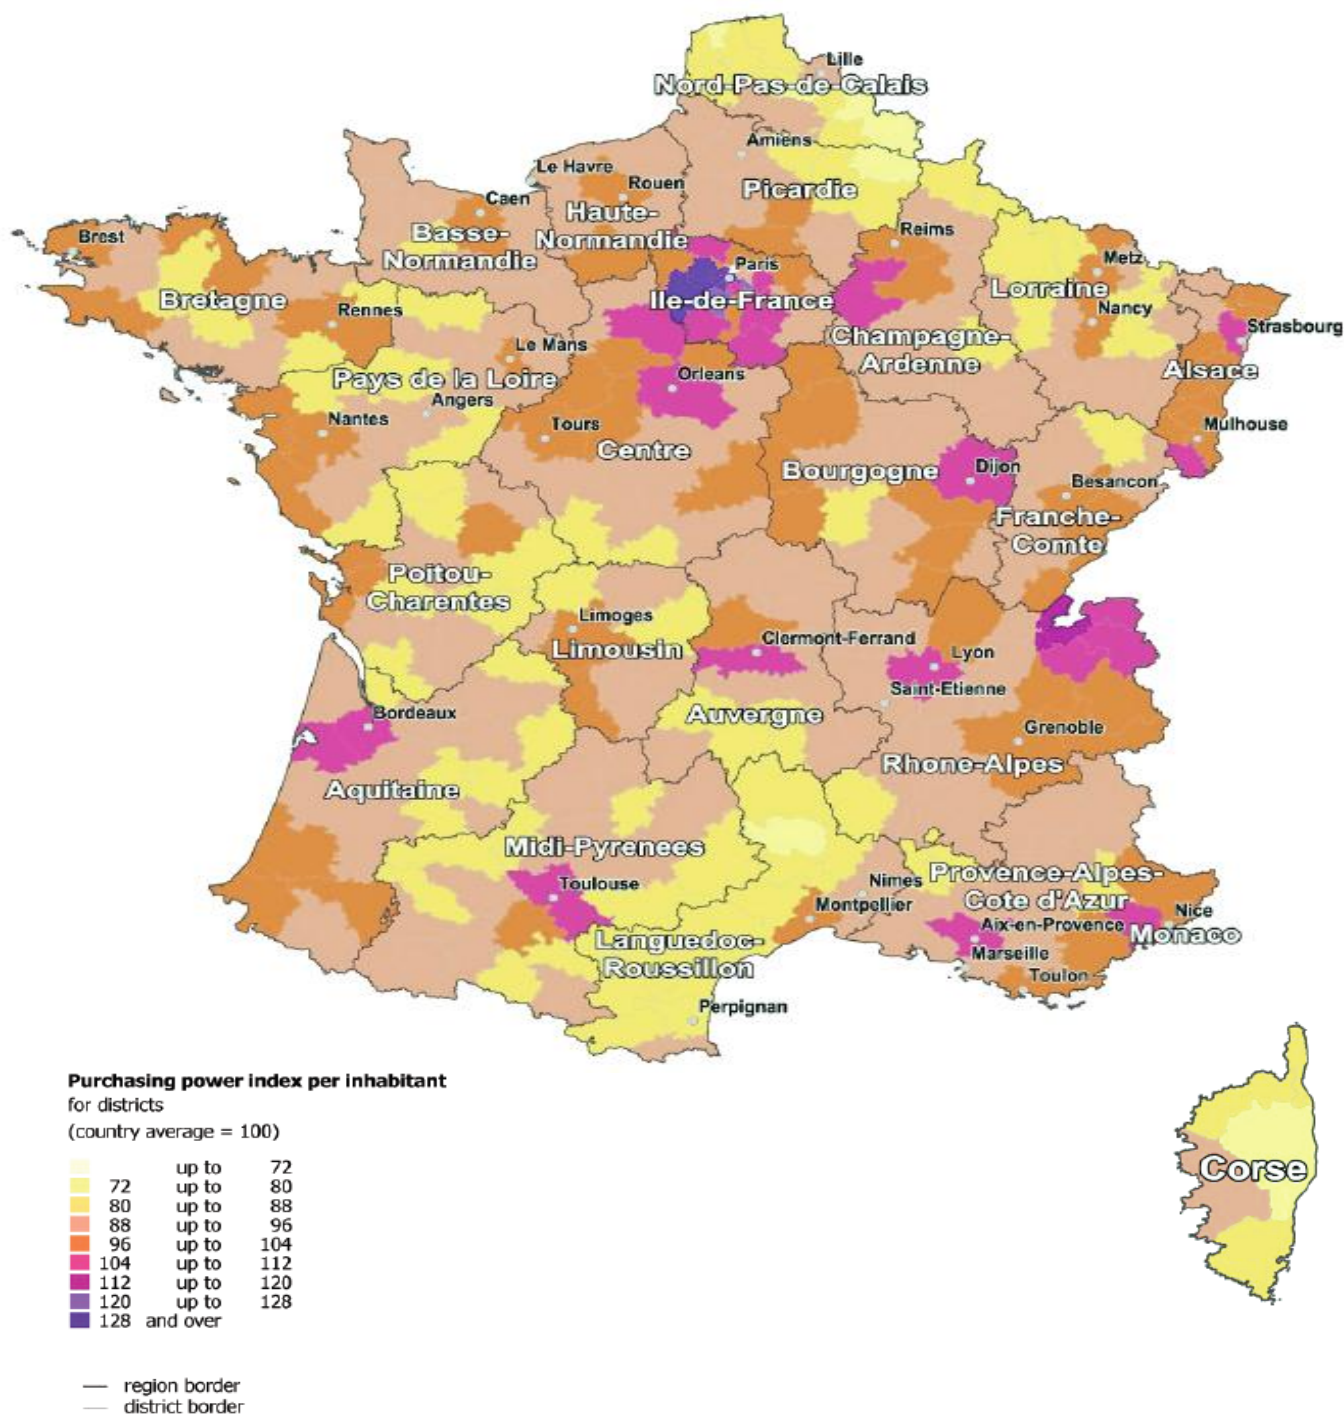 Lille
Nord-Pas-de-Calais
Amiens
Le Havre
Rouen
Picardie
Caen
Haute-
Normandie
Reims
Brest
Basse-
Normandie
Metz
Paris
Bretagne
Ile-de-France
Lorraine
Nancy
Rennes
Strasbourg
Champagne-
Ardenne
Le Mans
Alsace
Pays de la Loire
Orleans
Angers
Nantes
Tours
Mulhouse
Centre
Bourgogne
Dijon
Besancon
Franche-
Comte
Poitou-
Charentes
Limoges
Limousin
Clermont-Ferrand
Lyon
Saint-Etienne
Bordeaux
Auvergne
Grenoble
Rhone-Alpes
Aquitaine
Midi-Pyrenees
Toulouse
Nimes
Provence-Alpes-
Cote d'Azur
Montpellier
Nice
Aix-en-Provence
Monaco
Languedoc-
Roussillon
Marseille
Toulon
Perpignan
Corse
Purchasing power index per inhabitant
for districts
(country average = 100)
up to 72
72 up to 80
80 up to 88
88 up to 96
96 up to 104
104 up to 112
112 up to 120
120 up to 128
128 and over
region border
district border